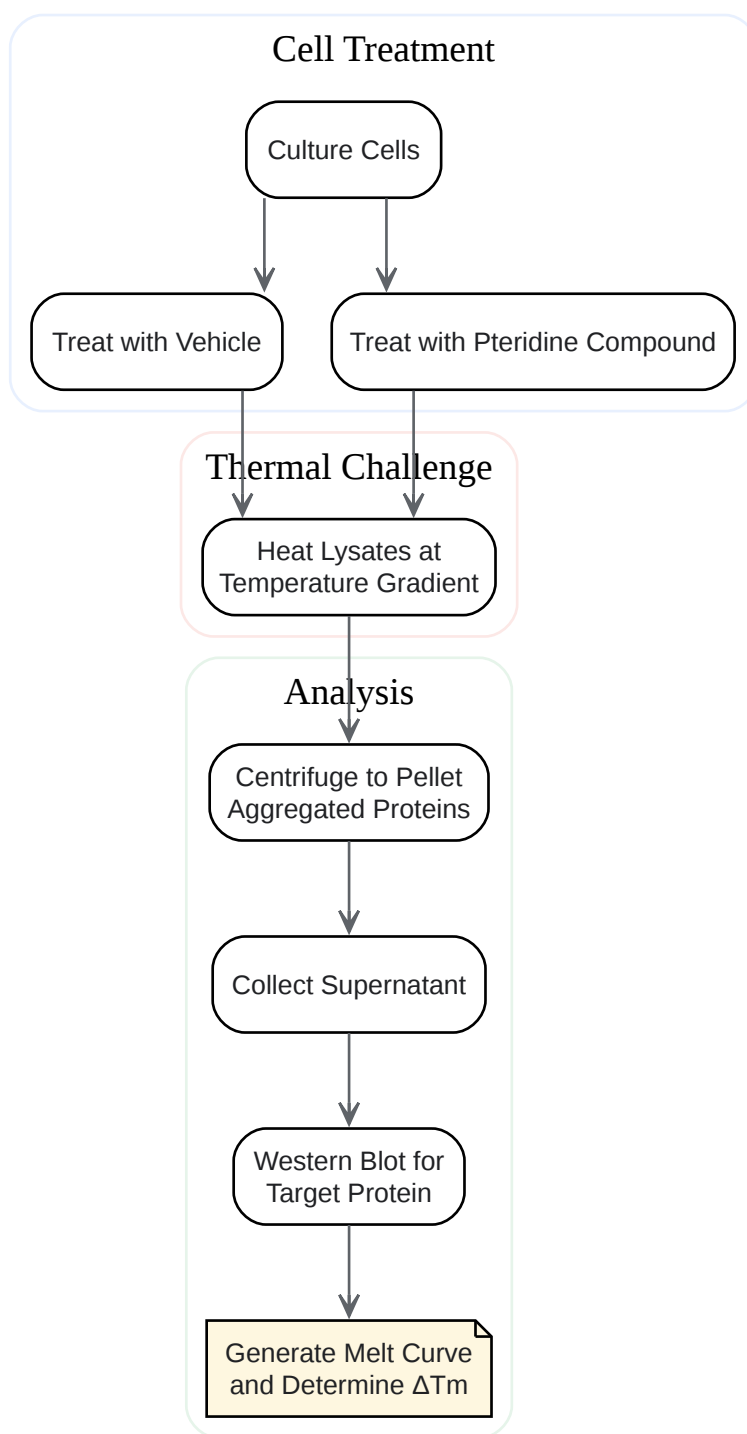 Cell Treatment
Culture Cells
Treat with Vehicle
Treat with Pteridine Compound
Thermal Challenge
Heat Lysates at
Temperature Gradient
Analysis
Centrifuge to Pellet
Aggregated Proteins
Collect Supernatant
Western Blot for
Target Protein
Generate Melt Curve
and Determine ΔTm